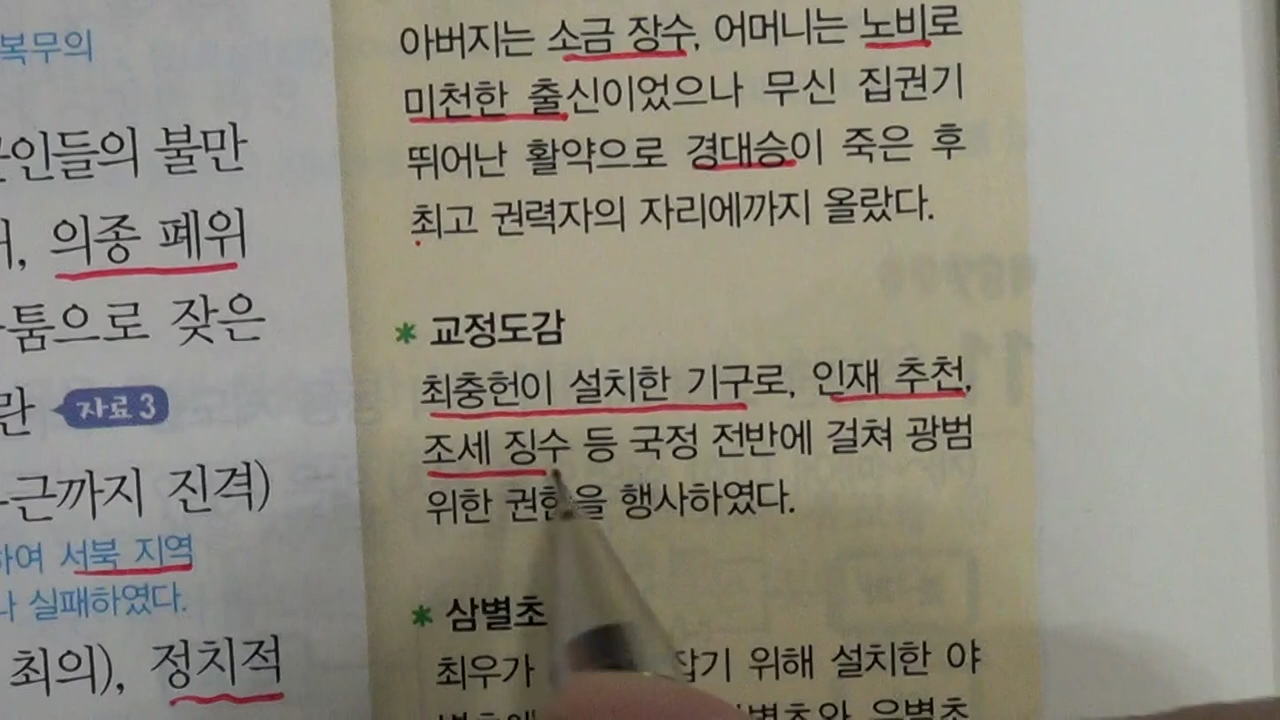 복무의
인들의 불만
, 의종 폐위
툼으로 잦은
란 자료 3
근까지 진격)
하여 서북 지역
나 실패하였다.
최의), 정치적
아버지는 소금 장수, 어머니는 노비로
미천한 출신이었으나 무신 집권기
뛰어난 활약으로 경대승이 죽은 후
최고 권력자의 자리에까지 올랐다.
* 교정도감
최충헌이 설치한 기구로, 인재 추천,
조세 징수 등 국정 전반에 걸쳐 광범
위한 권한을 행사하였다.
* 삼별초
최우가 잡기 위해 설치한 야